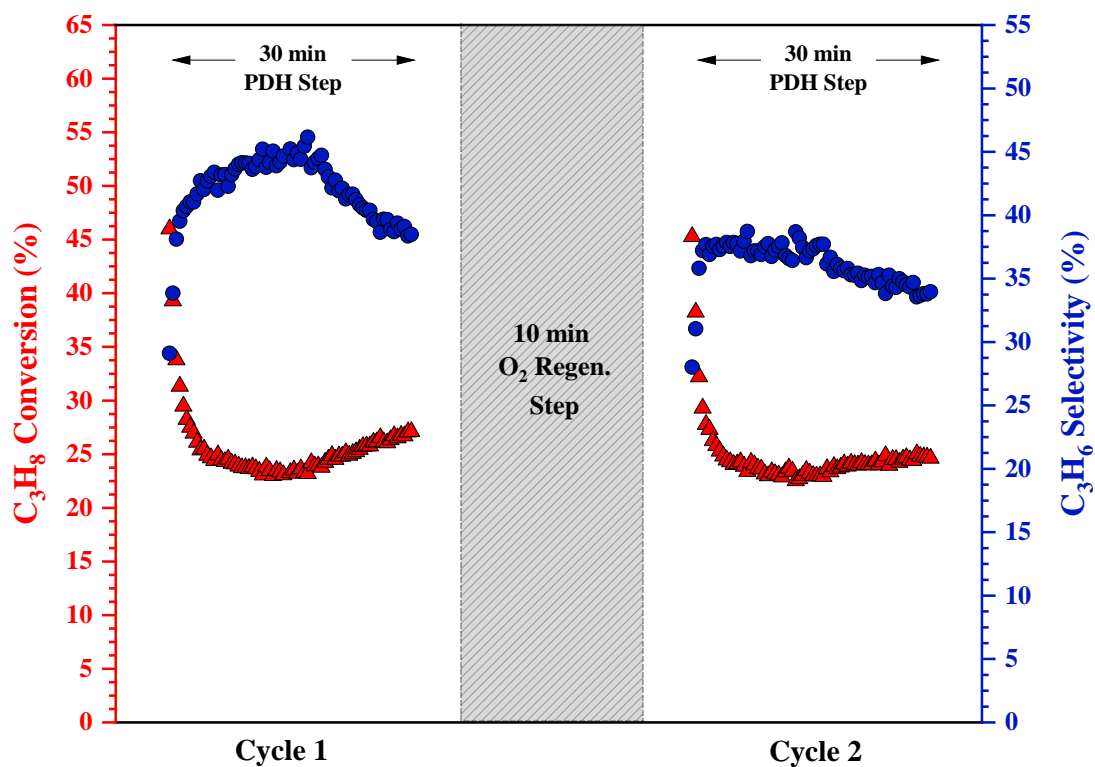 C₃H₈ Conversion (%)
65
60
55
50
45
40
35
30
25
20
15
10
5
0
30 min
PDH Step
10 min
O₂ Regen.
Step
30 min
PDH Step
55
50
45
40
35
30
25
20
15
10
5
0
C₃H₆ Selectivity (%)
Cycle 1
Cycle 2